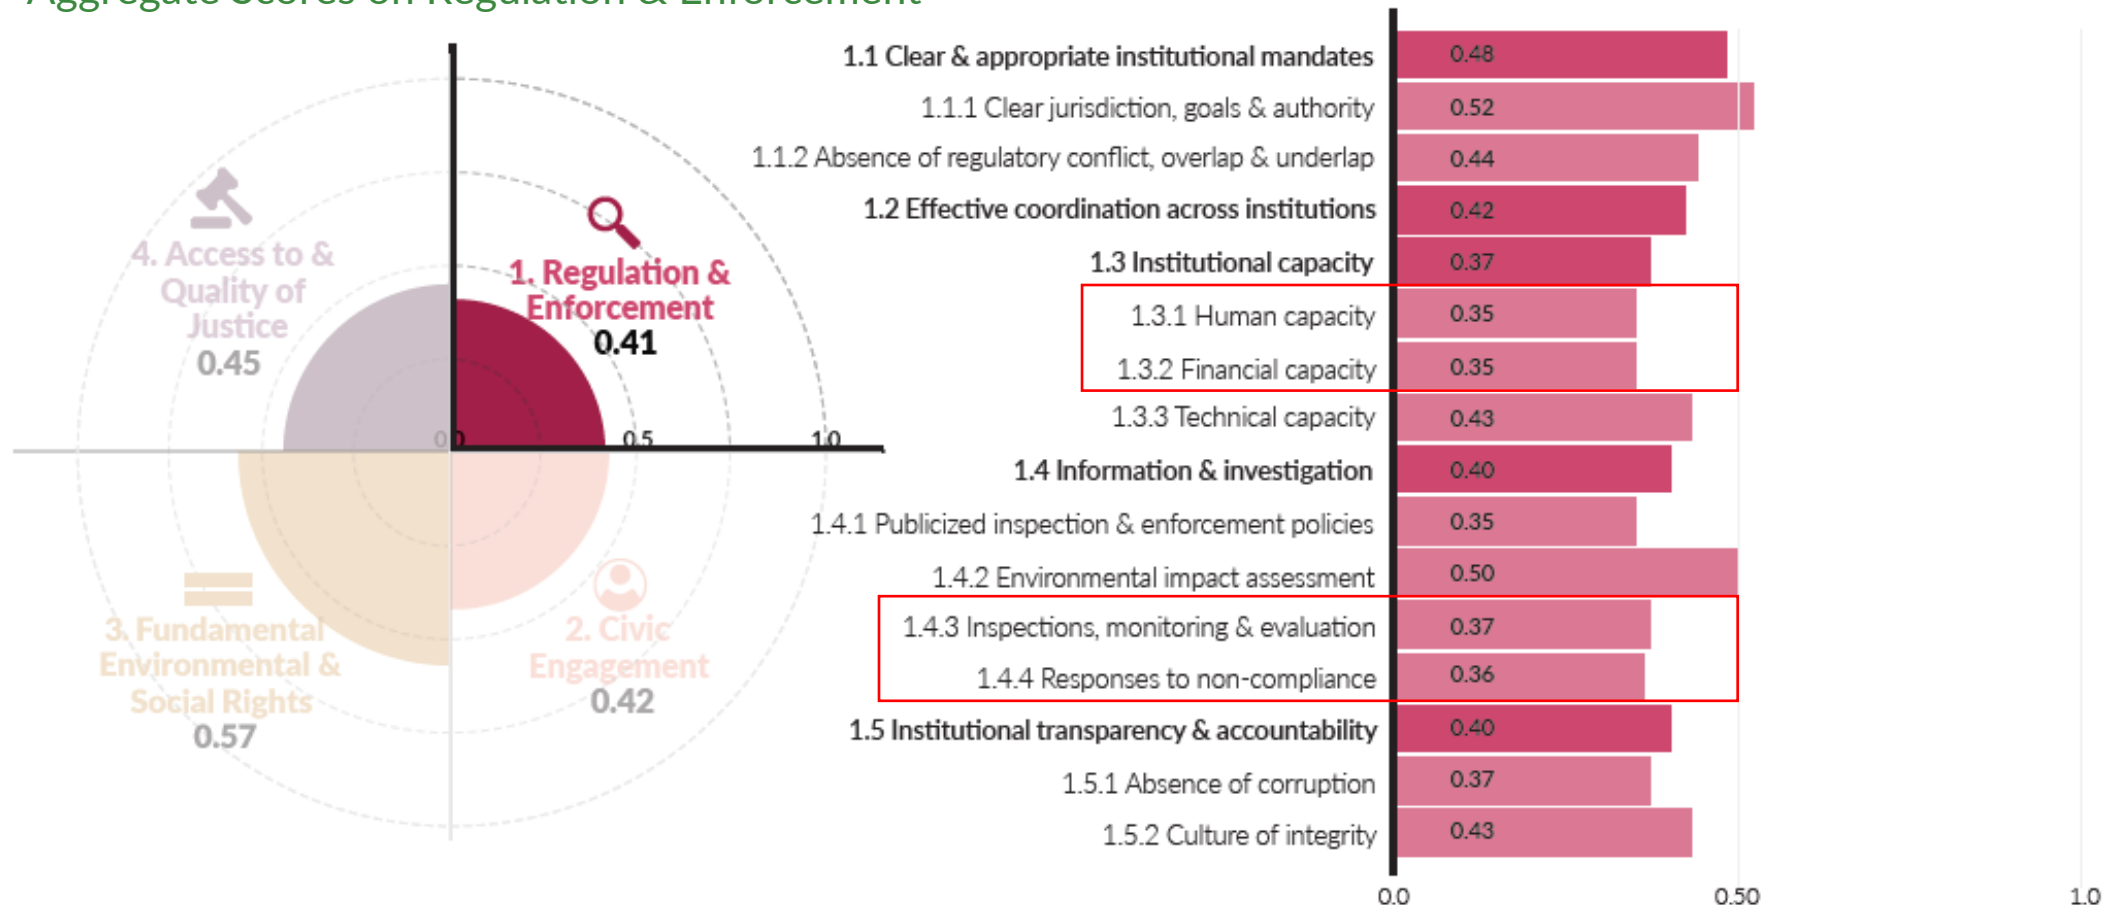 Aggregate Scores on Regulation & Enforcement
4. Access to &
Quality of
Justice
0.45
1. Regulation &
Enforcement
0.41
0.0
0.5
1.0
3. Fundamental
Environmental &
Social Rights
0.57
2. Civic
Engagement
0.42
1.1 Clear & appropriate institutional mandates 0.48
1.1.1 Clear jurisdiction, goals & authority 0.52
1.1.2 Absence of regulatory conflict, overlap & underlap 0.44
1.2 Effective coordination across institutions 0.42
1.3 Institutional capacity 0.37
1.3.1 Human capacity 0.35
1.3.2 Financial capacity 0.35
1.3.3 Technical capacity 0.43
1.4 Information & investigation 0.40
1.4.1 Publicized inspection & enforcement policies 0.35
1.4.2 Environmental impact assessment 0.50
1.4.3 Inspections, monitoring & evaluation 0.37
1.4.4 Responses to non-compliance 0.36
1.5 Institutional transparency & accountability 0.40
1.5.1 Absence of corruption 0.37
1.5.2 Culture of integrity 0.43
0.0 0.50 1.0